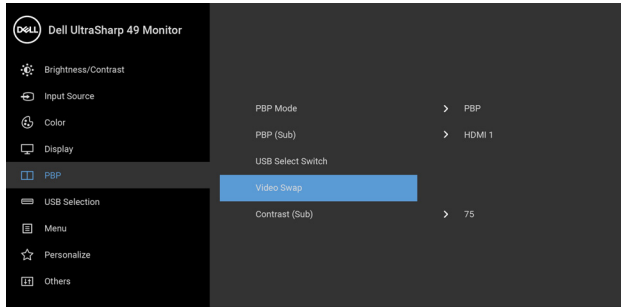 DELL Dell UltraSharp 49 Monitor
Brightness/Contrast
Input Source
Color
Display
PBP
USB Selection
Menu
Personalize
Others
PBP Mode > PBP
PBP (Sub) > HDMI 1
USB Select Switch
Video Swap
Contrast (Sub) > 75